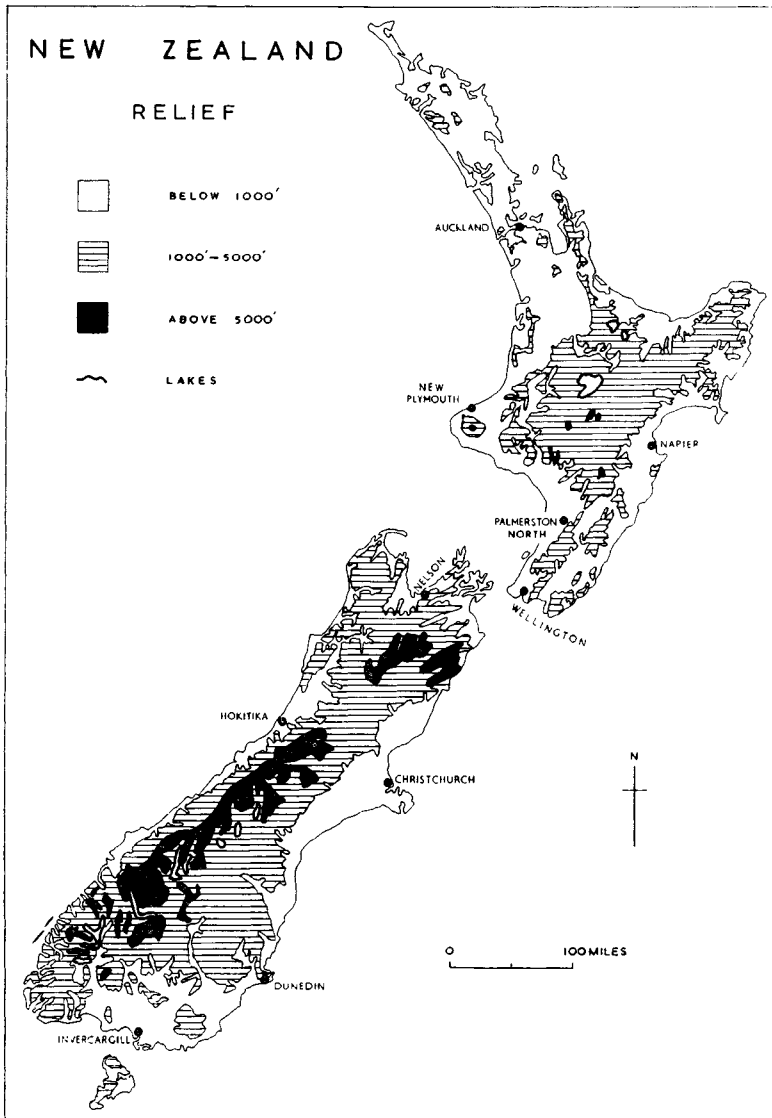 NEW ZEALAND
RELIEF
BELOW 1000'
1000'-5000'
ABOVE 5000'
LAKES
AUCKLAND
NEW
PLYMOUTH
NAPIER
PALMERSTON
NORTH
NELSON
WELLINGTON
HOKITIKA
N
CHRISTCHURCH
0 100 MILES
DUNEDIN
INVERCARGILL